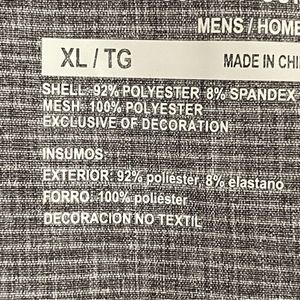 MENS / HOME
XL / TG
MADE IN CHI
SHELL: 92% POLYESTER, 8% SPANDEX
MESH: 100% POLYESTER
EXCLUSIVE OF DECORATION
INSUMOS:
EXTERIOR: 92% poliester, 8% elastano
FORRO: 100% poliester
DECORACION NO TEXTIL